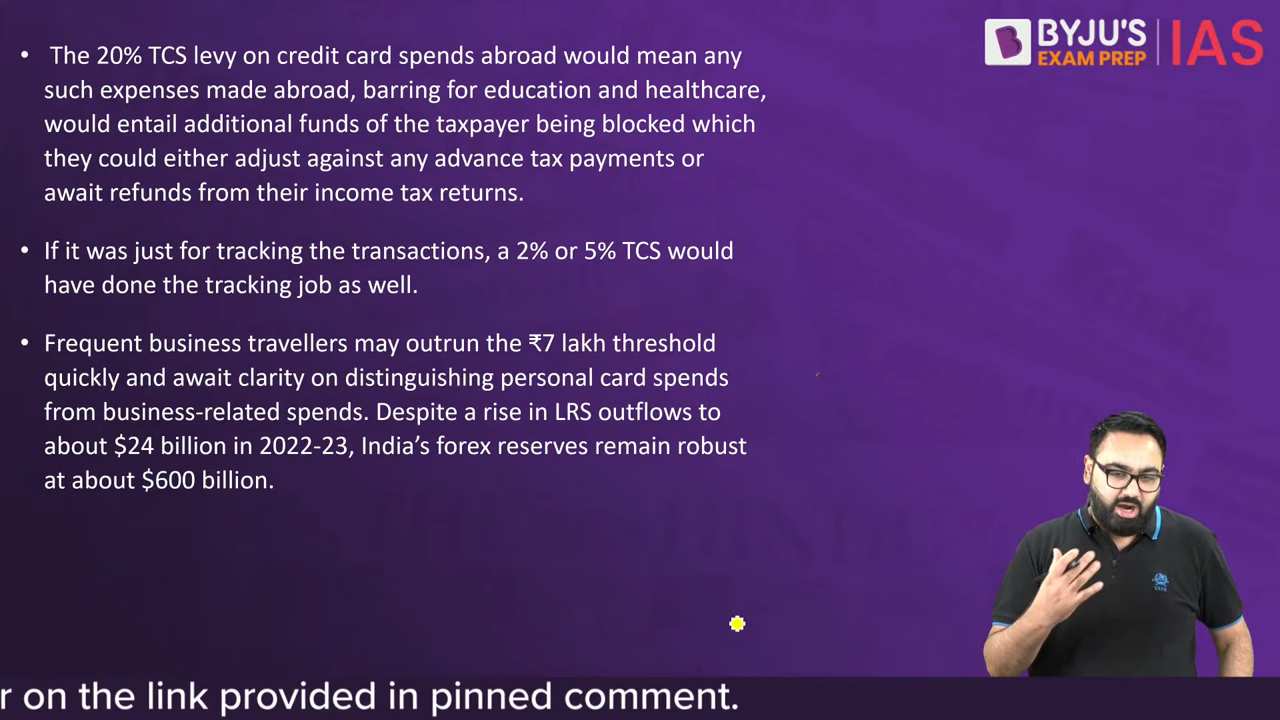 • The 20% TCS levy on credit card spends abroad would mean any
such expenses made abroad, barring for education and healthcare,
would entail additional funds of the taxpayer being blocked which
they could either adjust against any advance tax payments or
await refunds from their income tax returns.
• If it was just for tracking the transactions, a 2% or 5% TCS would
have done the tracking job as well.
• Frequent business travellers may outrun the ₹7 lakh threshold
quickly and await clarity on distinguishing personal card spends
from business-related spends. Despite a rise in LRS outflows to
about $24 billion in 2022-23, India’s forex reserves remain robust
at about $600 billion.
BYJU'S
EXAM PREP
IAS
r on the link provided in pinned comment.